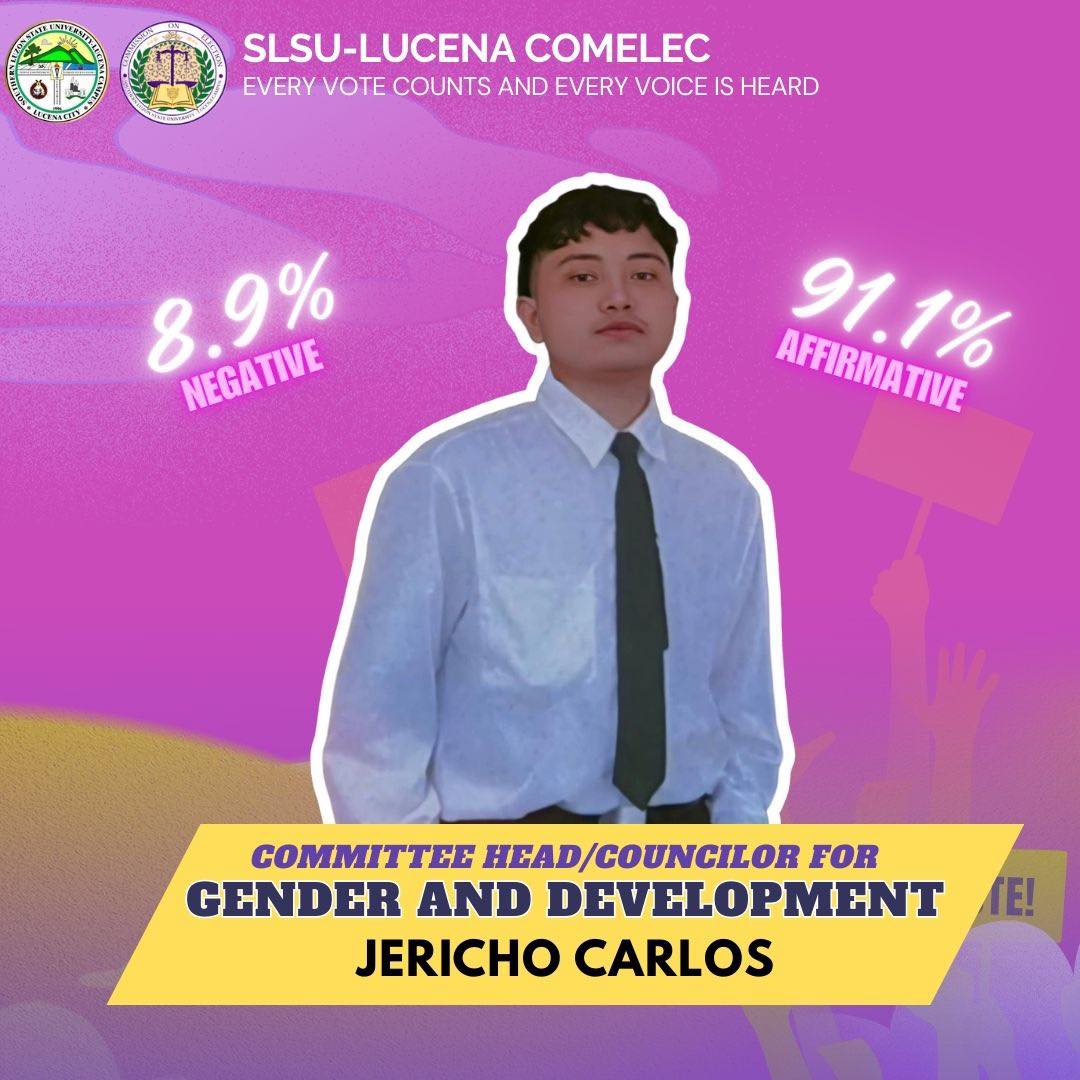 SLSU-LUCENA COMELEC
EVERY VOTE COUNTS AND EVERY VOICE IS HEARD
SOUTHERN LUZON STATE UNIVERSITY-LUCENA CAMPUS
1996
LUCENA CITY
COMMISSION ON ELECTION
8.9%
NEGATIVE
91.1%
AFFIRMATIVE
COMMITTEE HEAD/COUNCILOR FOR
GENDER AND DEVELOPMENT
JERICHO CARLOS
TE!